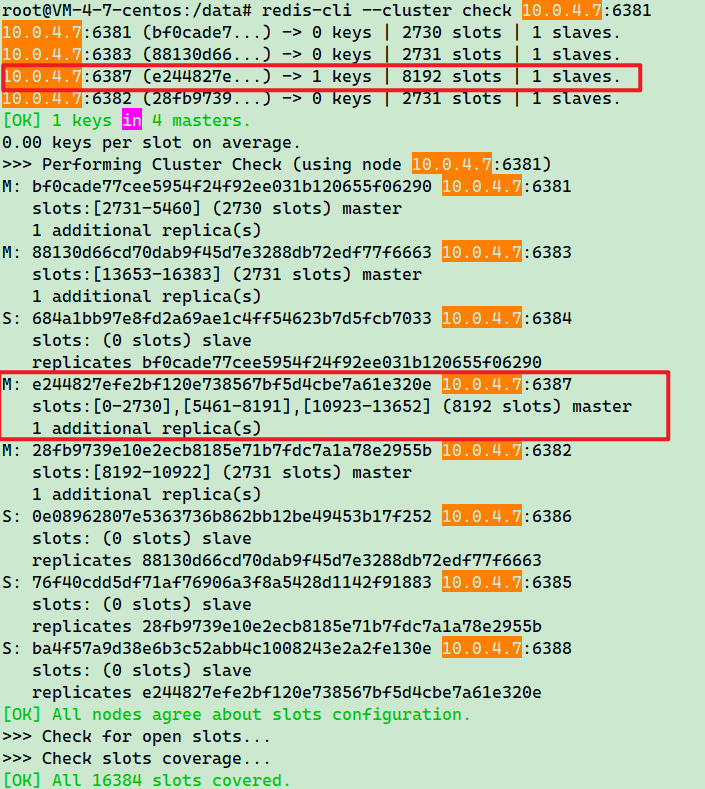 root@VM-4-7-centos:/data# redis-cli --cluster check 10.0.4.7:6381
10.0.4.7:6381 (bf0cade7...) -> 0 keys | 2730 slots | 1 slaves.
10.0.4.7:6383 (88130d66...) -> 0 keys | 2731 slots | 1 slaves.
10.0.4.7:6387 (e244827e...) -> 1 keys | 8192 slots | 1 slaves.
10.0.4.7:6382 (28fb9739...) -> 0 keys | 2731 slots | 1 slaves.
[OK] 1 keys in 4 masters.
0.00 keys per slot on average.
>>> Performing Cluster Check (using node 10.0.4.7:6381)
M: bf0cade77cee5954f24f92ee031b120655f06290 10.0.4.7:6381
slots:[2731-5460] (2730 slots) master
1 additional replica(s)
M: 88130d66cd70dab9f45d7e3288db72edf77f6663 10.0.4.7:6383
slots:[13653-16383] (2731 slots) master
1 additional replica(s)
S: 684a1bb97e8fd2a69ae1c4ff54623b7d5fcb7033 10.0.4.7:6384
slots: (0 slots) slave
replicates bf0cade77cee5954f24f92ee031b120655f06290
M: e244827efe2bf120e738567bf5d4cbe7a61e320e 10.0.4.7:6387
slots:[0-2730],[5461-8191],[10923-13652] (8192 slots) master
1 additional replica(s)
M: 28fb9739e10e2ecb8185e71b7fdc7a1a78e2955b 10.0.4.7:6382
slots:[8192-10922] (2731 slots) master
1 additional replica(s)
S: 0e08962807e5363736b862bb12be49453b17f252 10.0.4.7:6386
slots: (0 slots) slave
replicates 88130d66cd70dab9f45d7e3288db72edf77f6663
S: 76f40cdd5df71af76906a3f8a5428d1142f91883 10.0.4.7:6385
slots: (0 slots) slave
replicates 28fb9739e10e2ecb8185e71b7fdc7a1a78e2955b
S: ba4f57a9d38e6b3c52abb4c1008243e2a2fe130e 10.0.4.7:6388
slots: (0 slots) slave
replicates e244827efe2bf120e738567bf5d4cbe7a61e320e
[OK] All nodes agree about slots configuration.
>>> Check for open slots...
>>> Check slots coverage...
[OK] All 16384 slots covered.